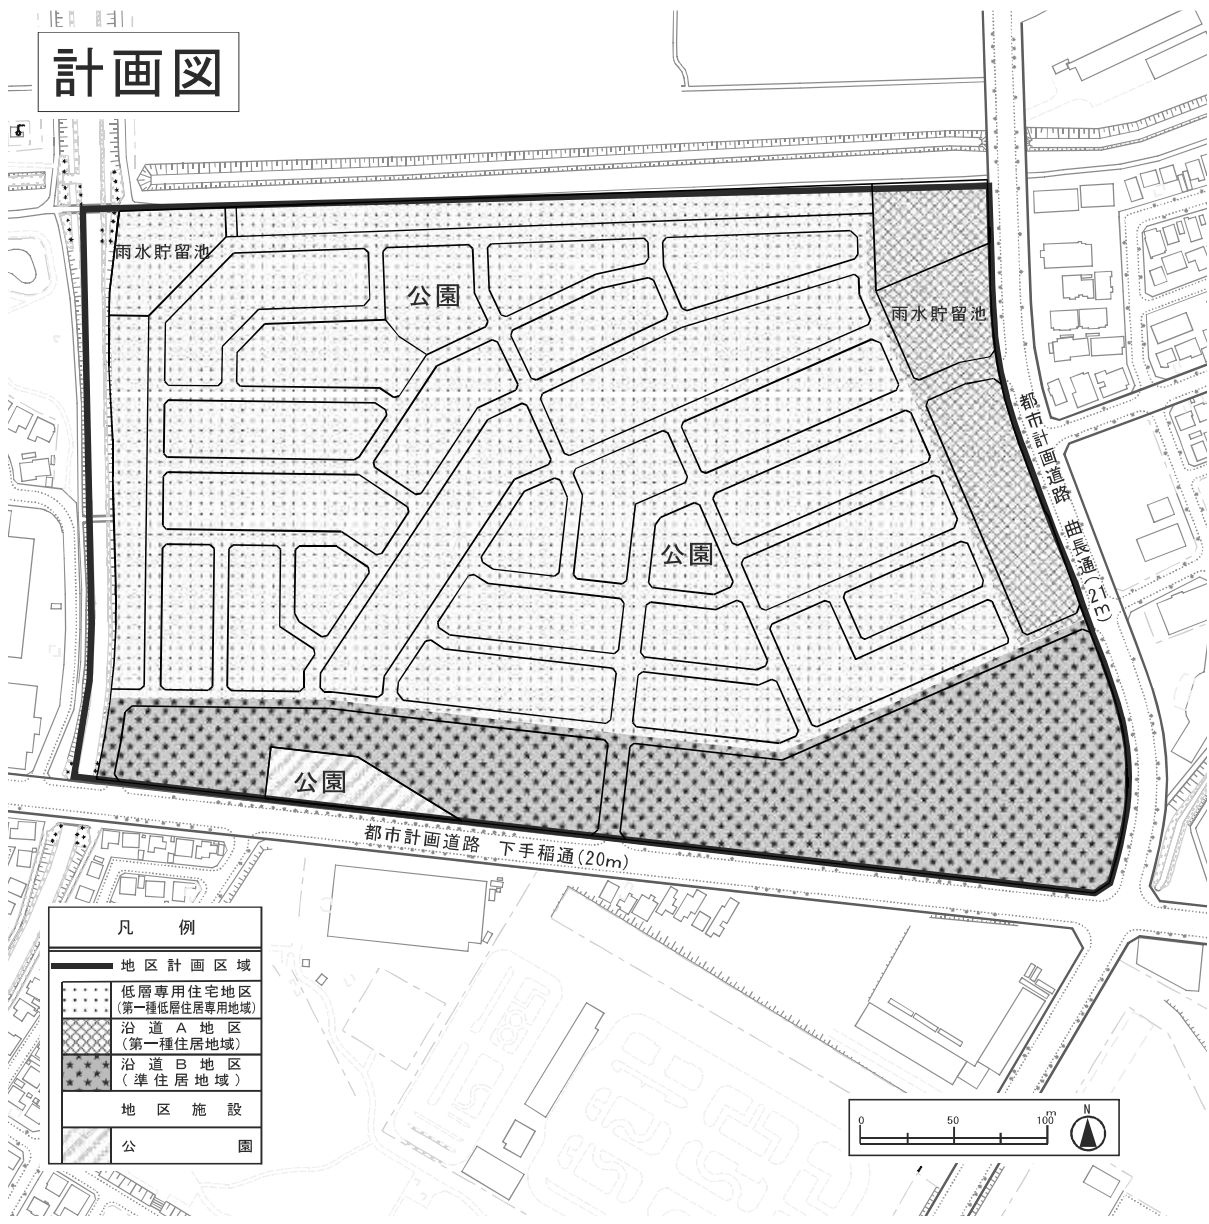 計画図
雨水貯留池
公園
雨水貯留池
都市計画道路 曲長通(21m)
公園
公園
都市計画道路 下手稲通(20m)
凡例
地区計画区域
低層専用住宅地区
(第一種低層住居専用地域)
沿道A地区
(第一種住居地域)
沿道B地区
(準住居地域)
地区施設
公園
0 50 100m
N